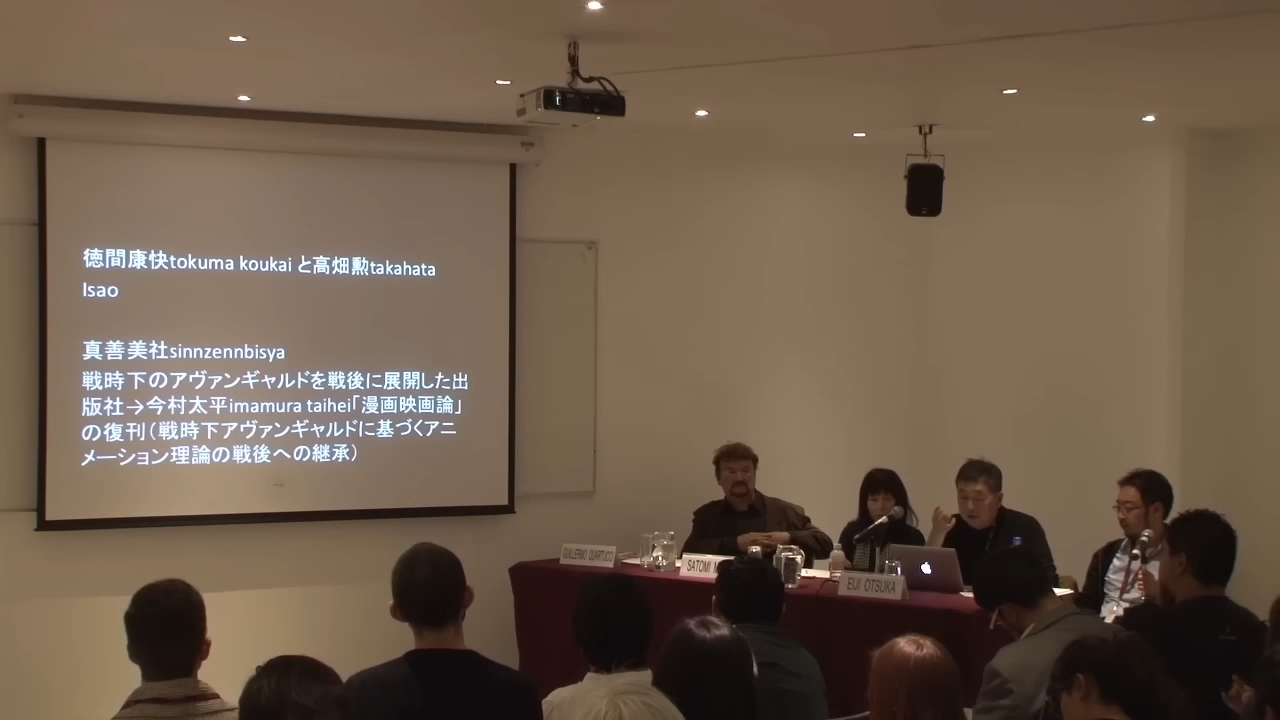 徳間康快tokuma koukai と高畑勲takahata
Isao
真善美社sinnzennbisya
戦時下のアヴァンギャルドを戦後に展開した出
版社→今村太平imamura taihei「漫画映画論」
の復刊（戦時下アヴァンギャルドに基づくアニ
メーション理論の戦後への継承）
GUILLERMO QUARTUCCI
SATOMI
EIJI OTSUKA